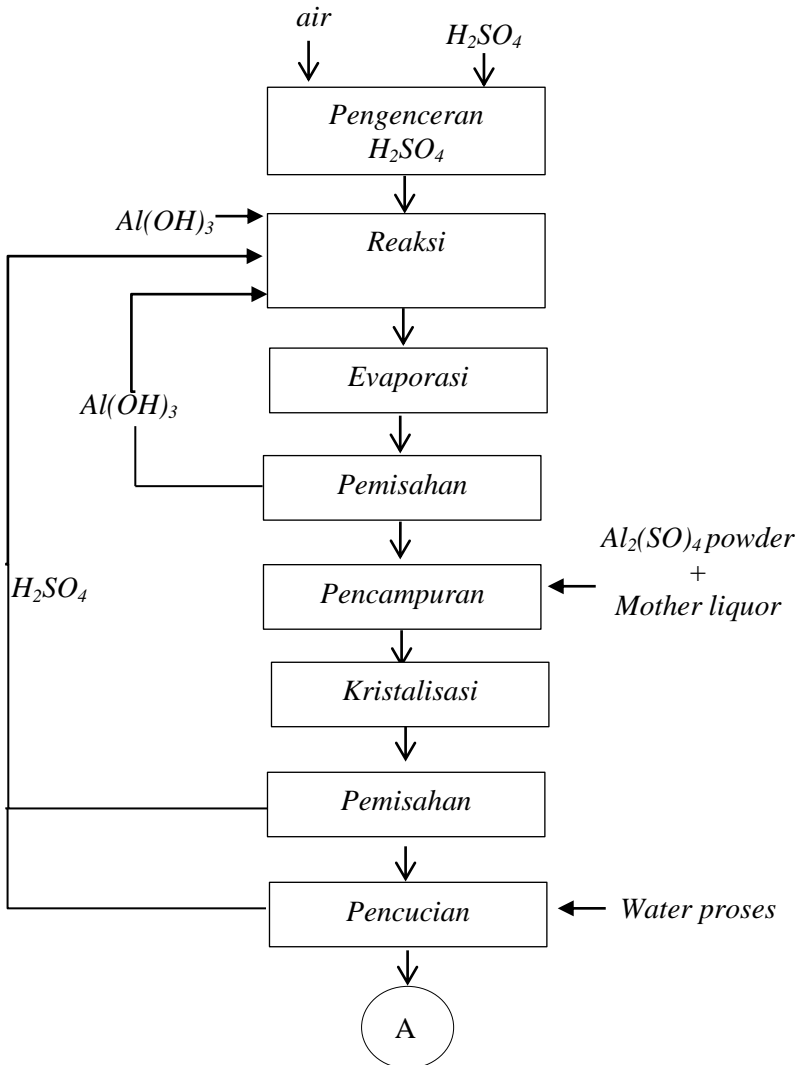 air
H₂SO₄
Pengenceran
H₂SO₄
Al(OH)₃
Reaksi
Evaporasi
Al(OH)₃
Pemisahan
Al₂(SO)₄ powder
+
Mother liquor
H₂SO₄
Pencampuran
Kristalisasi
Pemisahan
Pencucian
Water proses
A